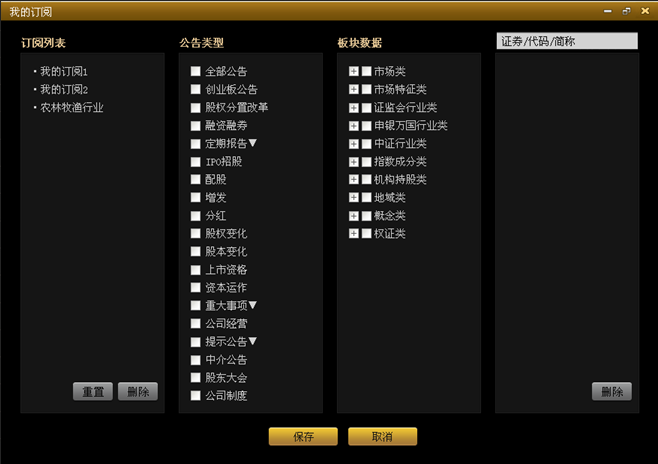 我的订阅
订阅列表
我的订阅1
我的订阅2
农林牧渔行业
重置
删除
公告类型
全部公告
创业板公告
股权分置改革
融资融券
定期报告▼
IPO招股
配股
增发
分红
股权变化
股本变化
上市资格
资本运作
重大事项▼
公司经营
提示公告▼
中介公告
股东大会
公司制度
板块数据
市场类
市场特征类
证监会行业类
申银万国行业类
中证行业类
指数成分类
机构持股类
地域类
概念类
权证类
证券/代码/简称
删除
保存
取消